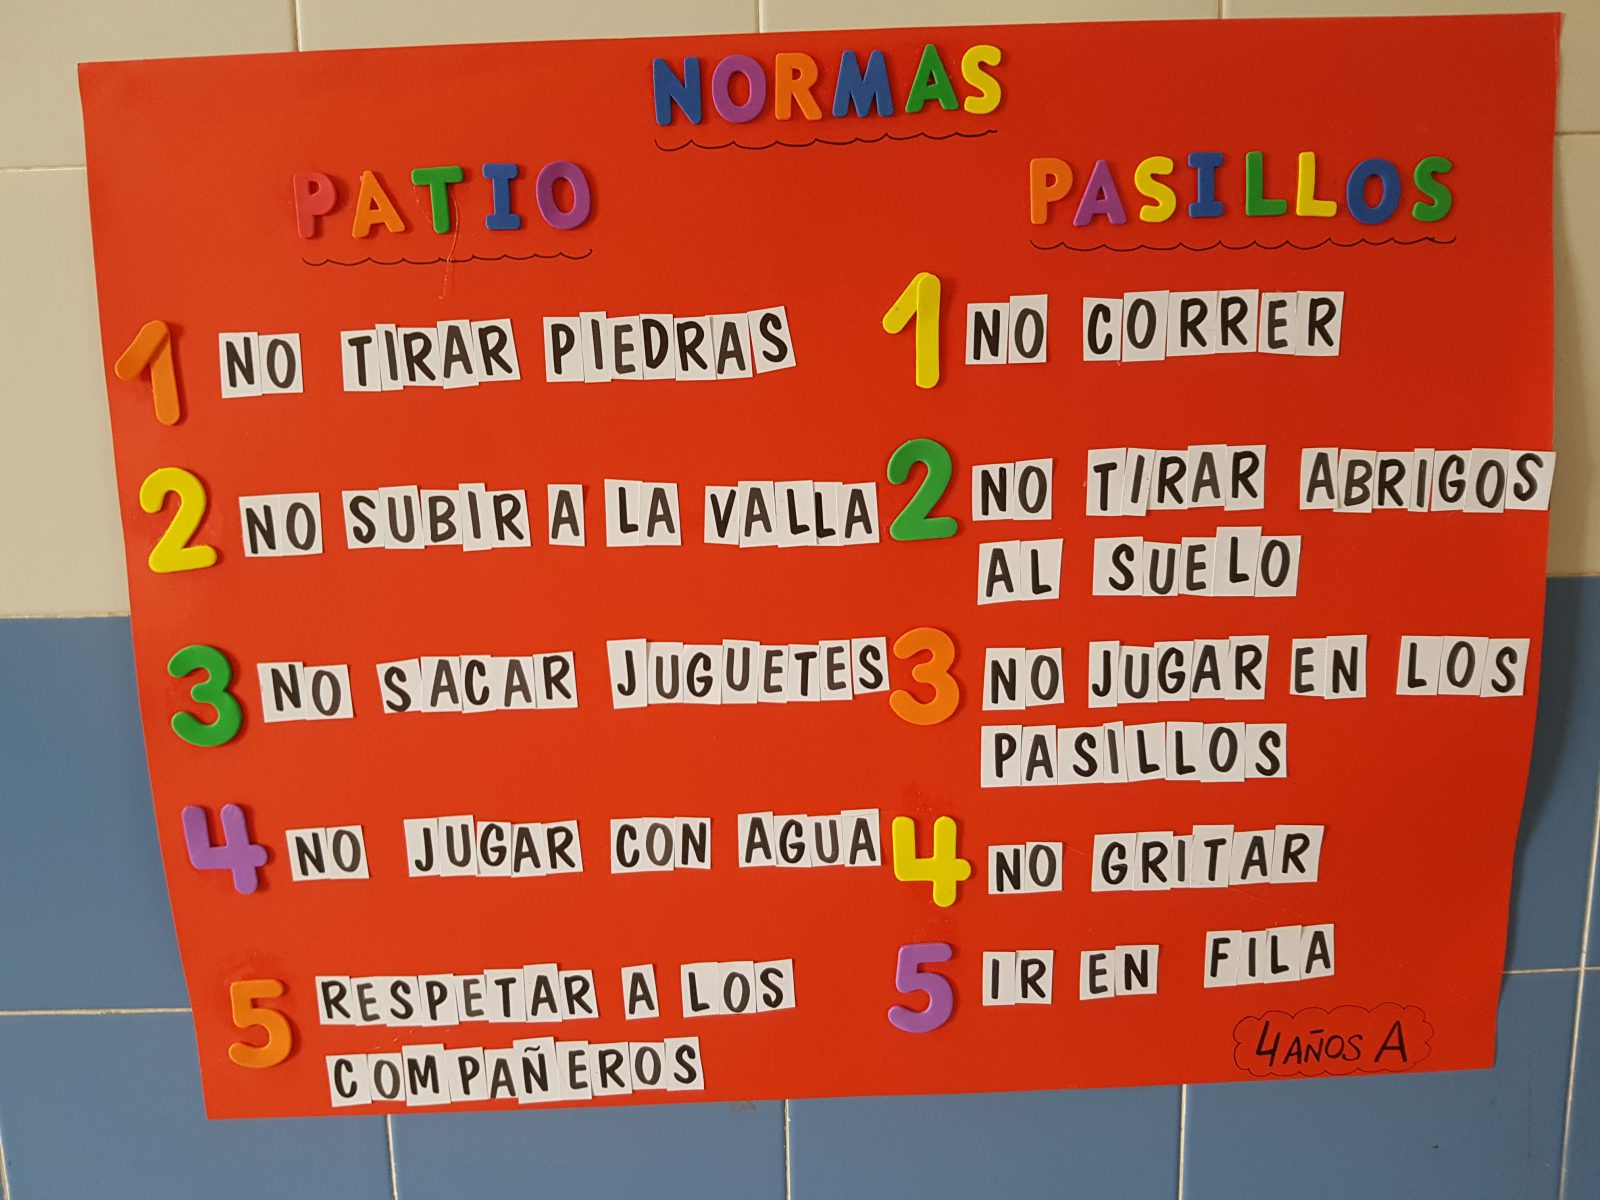 NORMAS
PATIO
1 NO TIRAR PIEDRAS
2 NO SUBIR A LA VALLA
3 NO SACAR JUGUETES
4 NO JUGAR CON AGUA
5 RESPETAR A LOS
COMPAÑEROS
PASILLOS
1 NO CORRER
2 NO TIRAR ABRIGOS
AL SUELO
3 NO JUGAR EN LOS
PASILLOS
4 NO GRITAR
5 IR EN FILA
4 AÑOS A